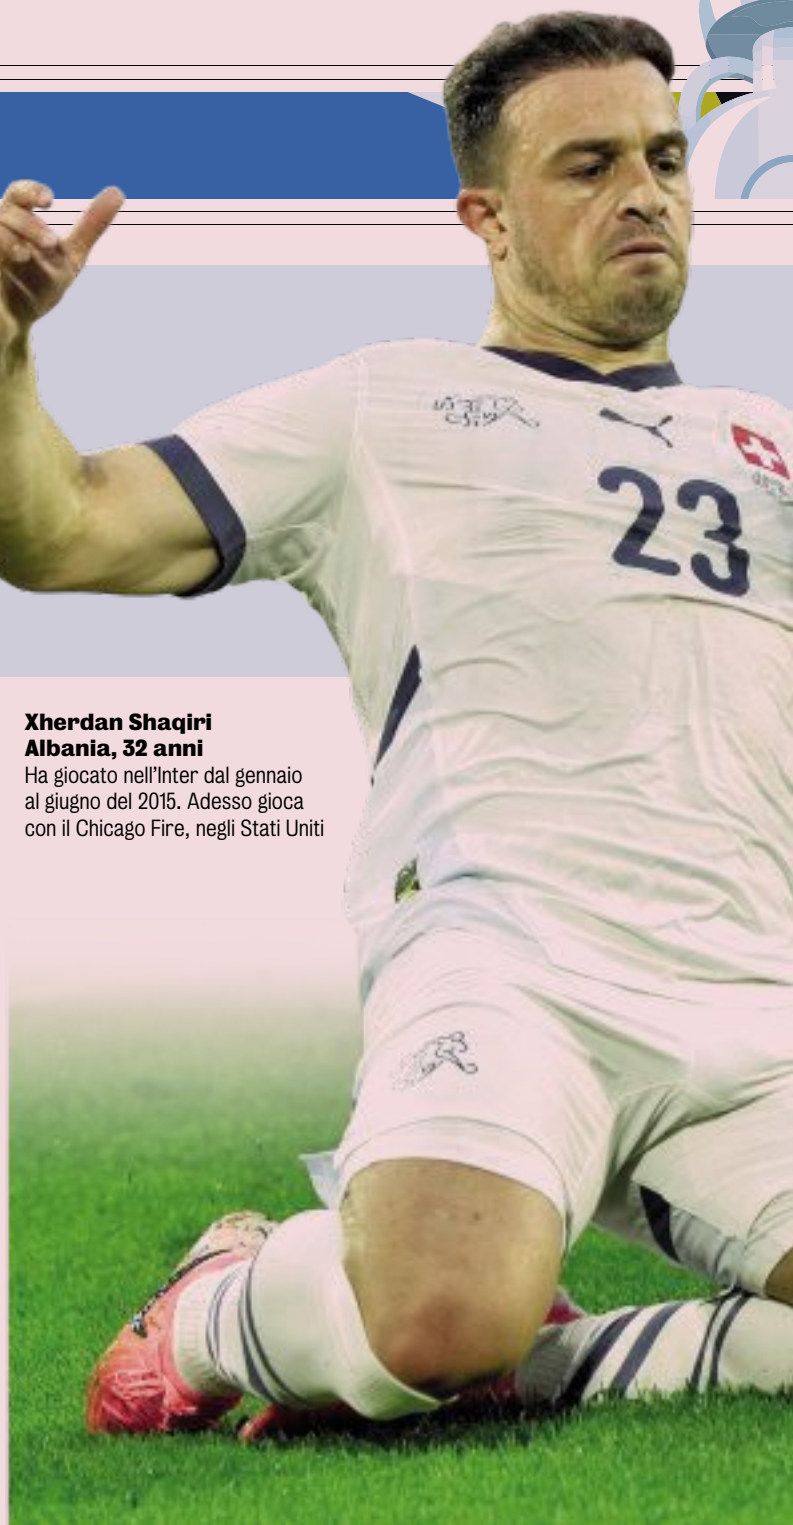 23
Xherdan Shaqiri
Albania, 32 anni
Ha giocato nell'Inter dal gennaio
al giugno del 2015. Adesso gioca
con il Chicago Fire, negli Stati Uniti